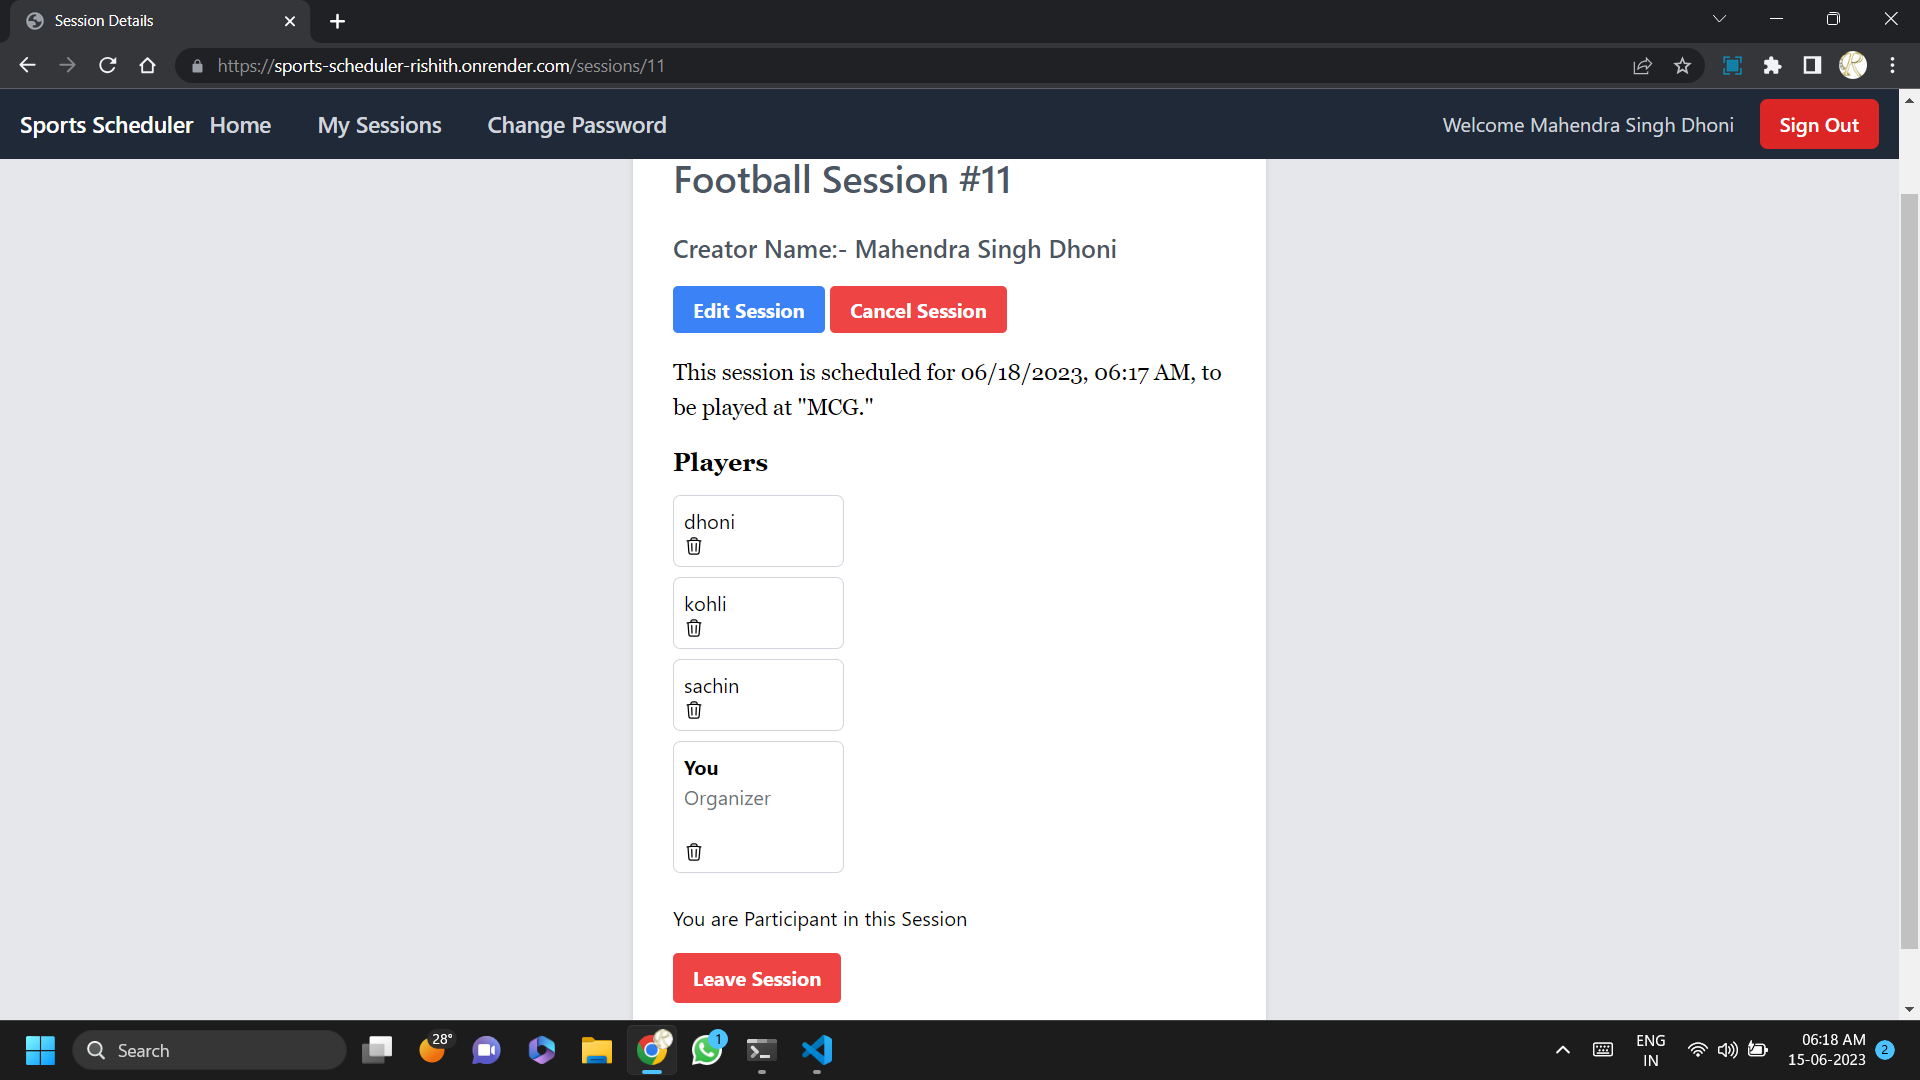 Session Details
https://sports-scheduler-rishith.onrender.com/sessions/11
Sports Scheduler Home My Sessions Change Password Welcome Mahendra Singh Dhoni Sign Out
Football Session #11
Creator Name:- Mahendra Singh Dhoni
Edit Session Cancel Session
This session is scheduled for 06/18/2023, 06:17 AM, to
be played at "MCG."
Players
dhoni
kohli
sachin
You
Organizer
You are Participant in this Session
Leave Session
Search 28° 1 ENG IN 06:18 AM 15-06-2023 2